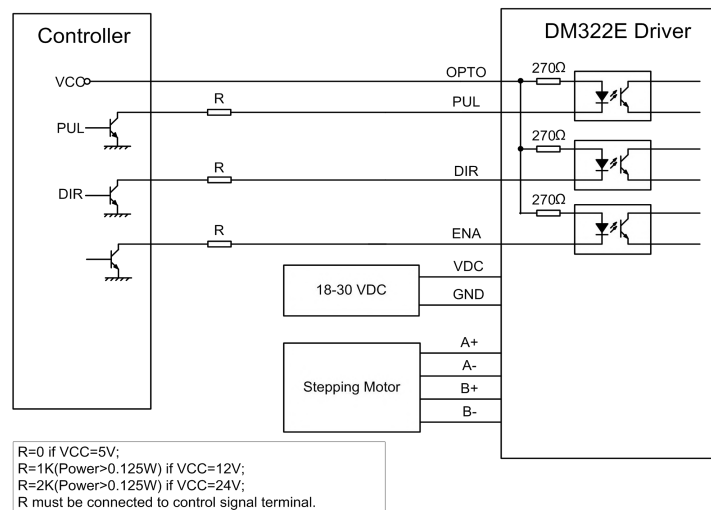 Controller
DM322E Driver
VCC
OPTO
270Ω
R
PUL
PUL
270Ω
R
DIR
DIR
270Ω
R
ENA
VDC
18-30 VDC
GND
A+
A-
Stepping Motor
B+
B-
R=0 if VCC=5V;
R=1K(Power>0.125W) if VCC=12V;
R=2K(Power>0.125W) if VCC=24V;
R must be connected to control signal terminal.